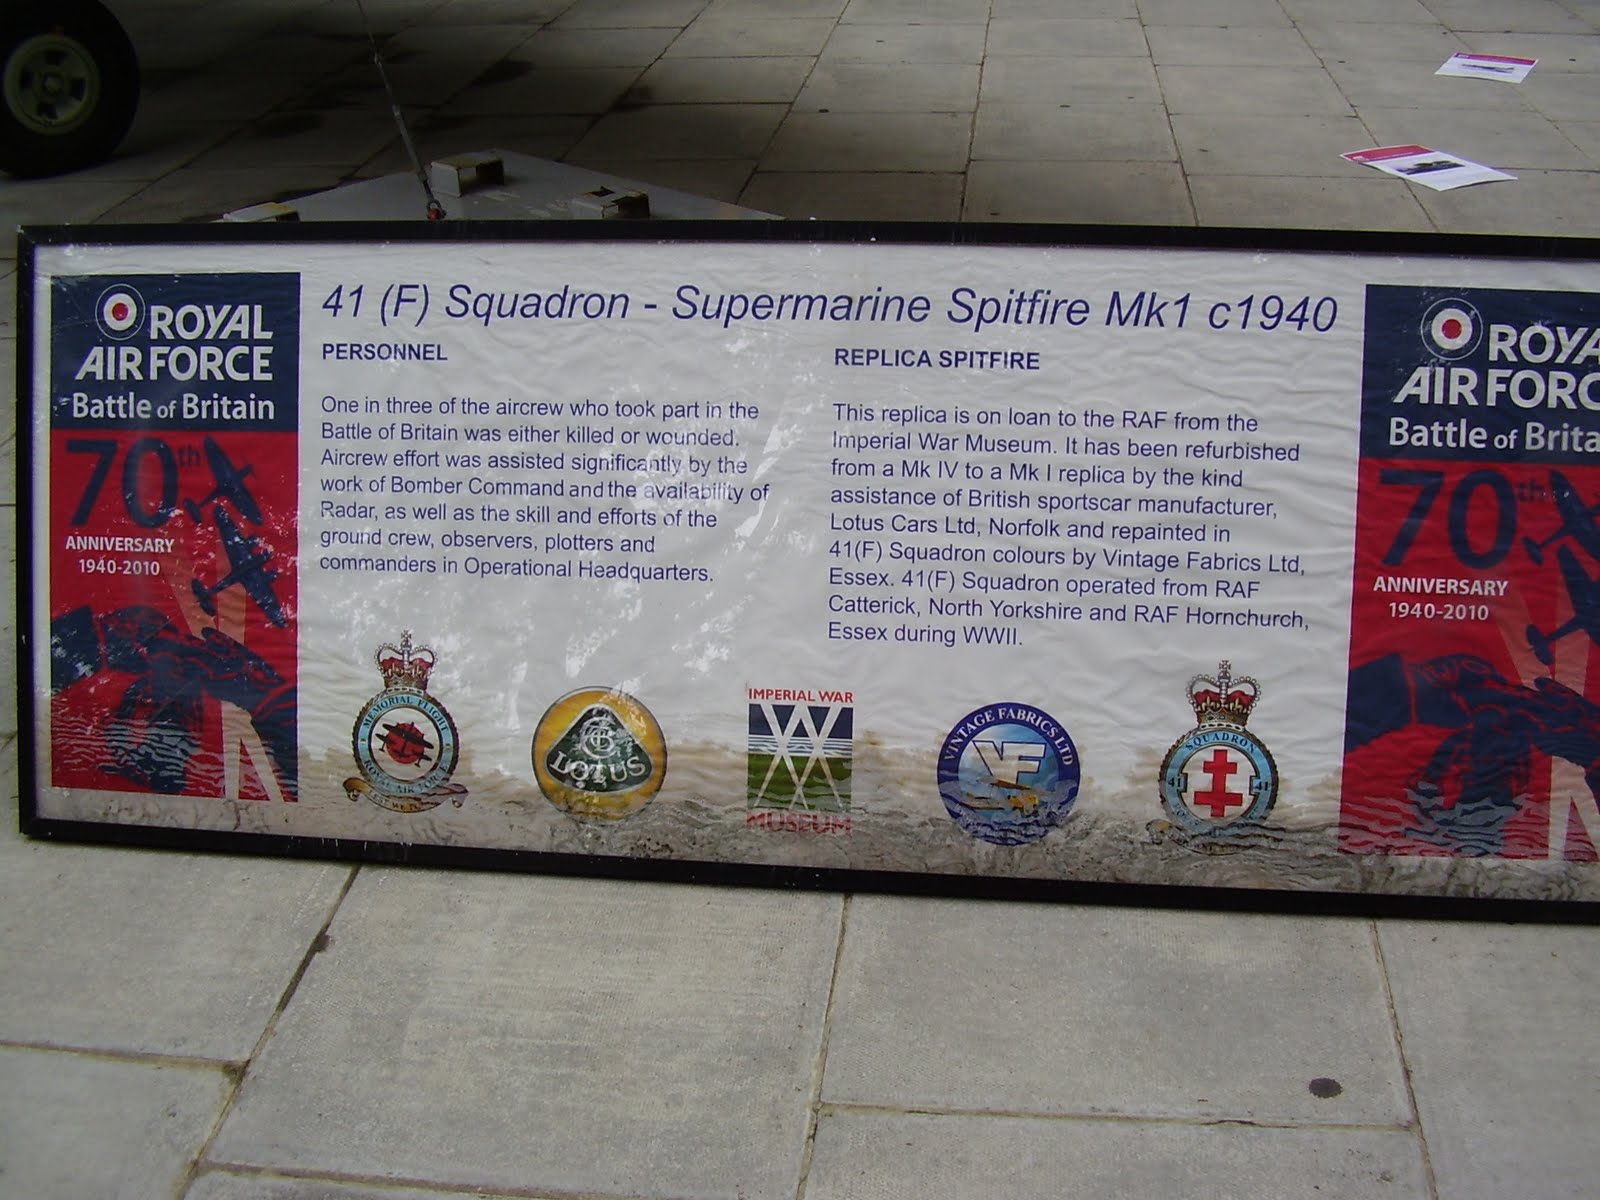 ROYAL
AIR FORCE
Battle of Britain
70th
ANNIVERSARY
1940-2010
41 (F) Squadron - Supermarine Spitfire Mk1 c1940
PERSONNEL
One in three of the aircrew who took part in the
Battle of Britain was either killed or wounded.
Aircrew effort was assisted significantly by the
work of Bomber Command and the availability of
Radar, as well as the skill and efforts of the
ground crew, observers, plotters and
commanders in Operational Headquarters.
REPLICA SPITFIRE
This replica is on loan to the RAF from the
Imperial War Museum. It has been refurbished
from a Mk IV to a Mk I replica by the kind
assistance of British sportscar manufacturer,
Lotus Cars Ltd, Norfolk and repainted in
41(F) Squadron colours by Vintage Fabrics Ltd,
Essex. 41(F) Squadron operated from RAF
Catterick, North Yorkshire and RAF Hornchurch,
Essex during WWII.
MEMORIAL FLIGHT
ROYAL AIR FORCE
LOTUS
IMPERIAL WAR
MUSEUM
VINTAGE FABRICS LTD
VF
SQUADRON
41 41
ROYA
AIR FORC
Battle of Brita
70th
ANNIVERSARY
1940-2010